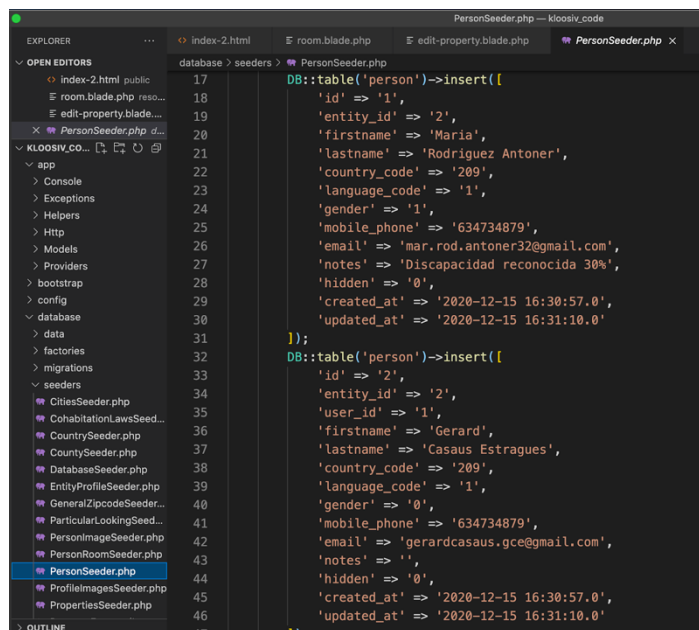 PersonSeeder.php — kloosiv_code
EXPLORER
···
index-2.html
room.blade.php
edit-property.blade.php
PersonSeeder.php ×
OPEN EDITORS
index-2.html public
room.blade.php reso...
edit-property.blade....
× PersonSeeder.php d...
KLOOSIV_CO...
app
Console
Exceptions
Helpers
Http
Models
Providers
bootstrap
config
database
data
factories
migrations
seeders
CitiesSeeder.php
CohabitationLawsSeed...
CountrySeeder.php
CountySeeder.php
DatabaseSeeder.php
EntityProfileSeeder.php
GeneralZipcodeSeeder...
ParticularLookingSeed...
PersonImageSeeder.php
PersonRoomSeeder.php
PersonSeeder.php
ProfileImagesSeeder.php
PropertiesSeeder.php
OUTLINE
database > seeders > PersonSeeder.php
17 DB::table('person')->insert([
18 'id' => '1',
19 'entity_id' => '2',
20 'firstname' => 'Maria',
21 'lastname' => 'Rodriguez Antoner',
22 'country_code' => '209',
23 'language_code' => '1',
24 'gender' => '1',
25 'mobile_phone' => '634734879',
26 'email' => 'mar.rod.antoner32@gmail.com',
27 'notes' => 'Discapacidad reconocida 30%',
28 'hidden' => '0',
29 'created_at' => '2020-12-15 16:30:57.0',
30 'updated_at' => '2020-12-15 16:31:10.0'
31 ]);
32 DB::table('person')->insert([
33 'id' => '2',
34 'entity_id' => '2',
35 'user_id' => '1',
36 'firstname' => 'Gerard',
37 'lastname' => 'Casaus Estragues',
38 'country_code' => '209',
39 'language_code' => '1',
40 'gender' => '0',
41 'mobile_phone' => '634734879',
42 'email' => 'gerardcasaus.gce@gmail.com',
43 'notes' => '',
44 'hidden' => '0',
45 'created_at' => '2020-12-15 16:30:57.0',
46 'updated_at' => '2020-12-15 16:31:10.0'